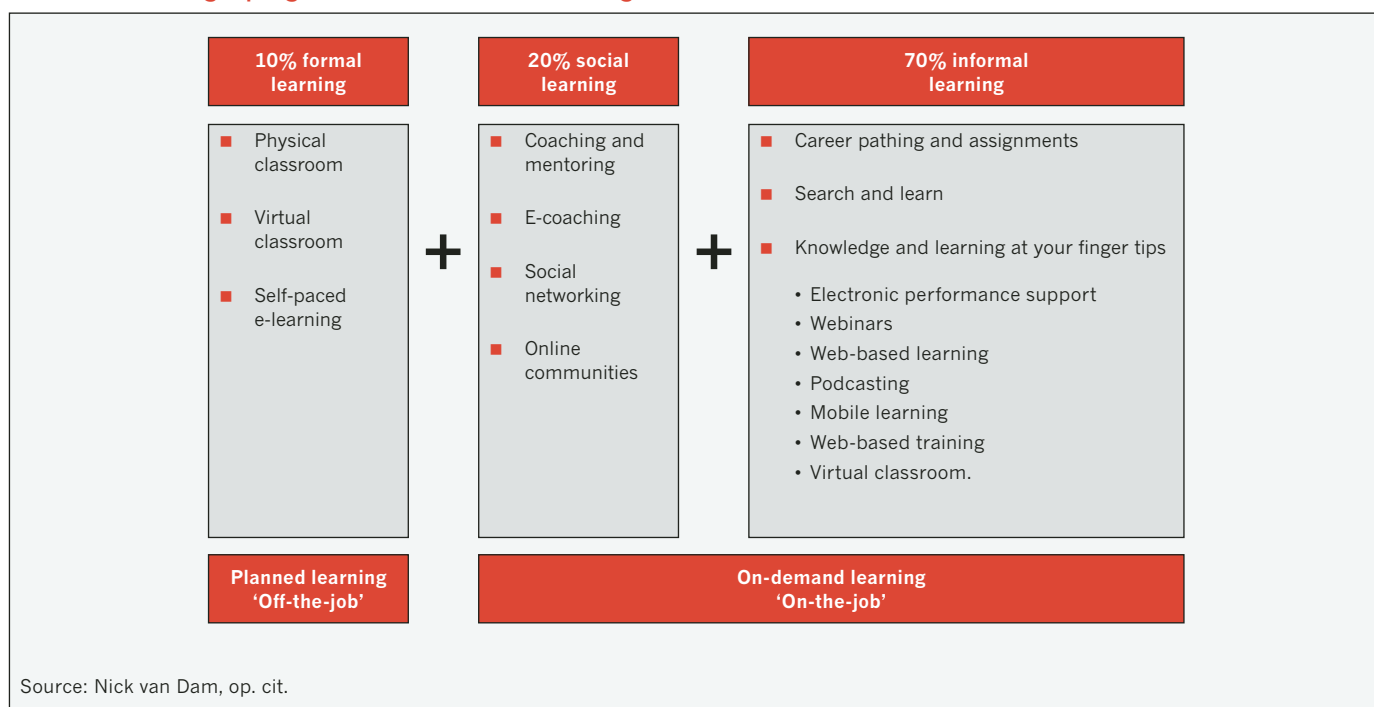 10% formal
learning
20% social
learning
70% informal
learning
■ Physical
classroom
■ Virtual
classroom
■ Self-paced
e-learning
+
■ Coaching and
mentoring
■ E-coaching
■ Social
networking
■ Online
communities
+
■ Career pathing and assignments
■ Search and learn
■ Knowledge and learning at your finger tips
• Electronic performance support
• Webinars
• Web-based learning
• Podcasting
• Mobile learning
• Web-based training
• Virtual classroom.
Planned learning
‘Off-the-job’
On-demand learning
‘On-the-job’
Source: Nick van Dam, op. cit.